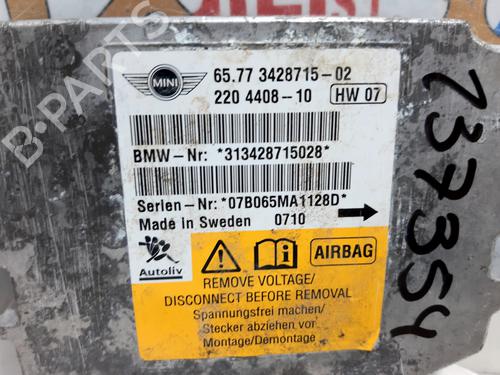 MINI
65.77 3428715-02
220 4408-10 HW 07
BMW-Nr: *313428715028*
Serien-Nr: *07B065MA1128D*
Made in Sweden 0710
Autoliv
AIRBAG
REMOVE VOLTAGE/
DISCONNECT BEFORE REMOVAL
Spannungsfrei machen/
Stecker abziehen vor
Montage/Demontage
737354
B-PARTS